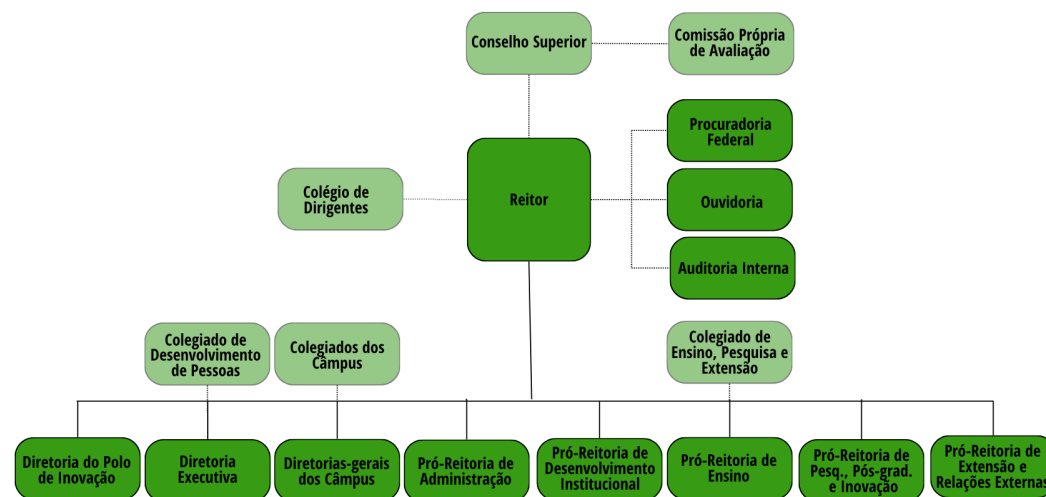 Conselho Superior
Comissão Própria
de Avaliação
Procuradoria
Federal
Colégio de
Dirigentes
Reitor
Ouvidoria
Auditoria Interna
Colegiado de
Desenvolvimento
de Pessoas
Colegiados dos
Câmpus
Colegiado de
Ensino, Pesquisa e
Extensão
Diretoria do Polo
de Inovação
Diretoria
Executiva
Diretorias-gerais
dos Câmpus
Pró-Reitoria de
Administração
Pró-Reitoria de
Desenvolvimento
Institucional
Pró-Reitoria de
Ensino
Pró-Reitoria de
Pesq., Pós-grad.
e Inovação
Pró-Reitoria de
Extensão e
Relações Externas